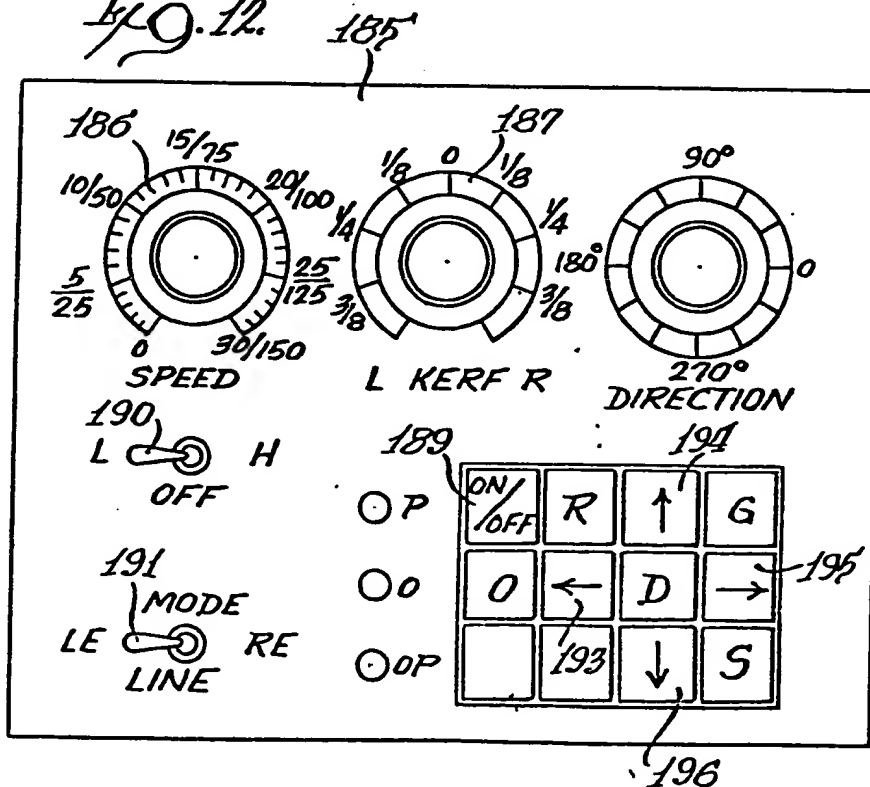 Fig. 12.
185
186
187
0 5/25 10/50 15/75 20/100 25/125 30/150
3/8 1/4 1/8 0 1/8 1/4 3/8
90° 180° 0 270°
SPEED
L KERF R
DIRECTION
190
L H
OFF
191
MODE
LE RE
LINE
P
O
OP
189
194
ON/OFF R ↑ G
O ← D →
195
193
↓ S
196